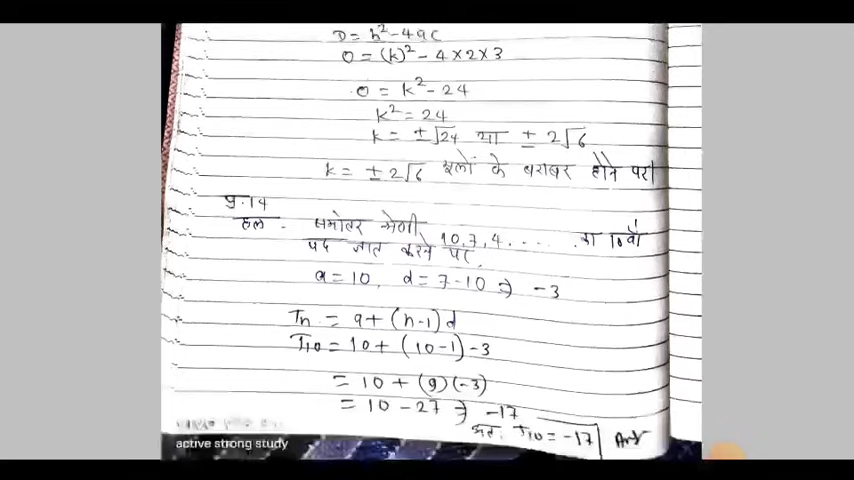 D = b² - 4ac
0 = (k)² - 4×2×3
0 = k² - 24
k² = 24
k = ±√24 या ± 2√6
k = ± 2√6 मूलों के बराबर होने पर।
प्र.14
हल - समांतर श्रेणी 10, 7, 4, ..... का 10वाँ
पद ज्ञात करने पर,
a = 10, d = 7 - 10 ⇒ -3
Tn = a + (n-1)d
T10 = 10 + (10-1)-3
= 10 + (9)(-3)
= 10 - 27 ⇒ -17
अतः T10 = -17 Ans
active strong study